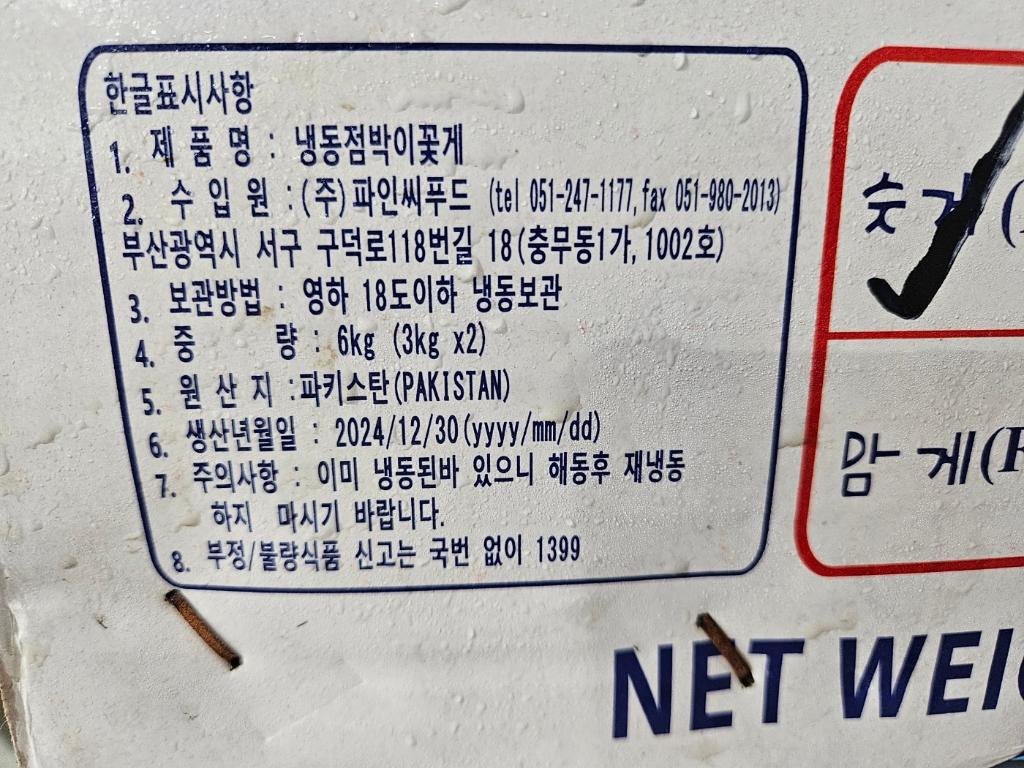 한글표시사항
1. 제 품 명 : 냉동점박이꽃게
2. 수 입 원 : (주)파인씨푸드 (tel 051-247-1177, fax 051-980-2013)
부산광역시 서구 구덕로118번길 18(충무동1가, 1002호)
3. 보관방법 : 영하 18도이하 냉동보관
4. 중 량 : 6kg (3kg x2)
5. 원 산 지 :파키스탄(PAKISTAN)
6. 생산년월일 : 2024/12/30(yyyy/mm/dd)
7. 주의사항 : 이미 냉동된바 있으니 해동후 재냉동
하지 마시기 바랍니다.
8. 부정/불량식품 신고는 국번 없이 1399
숫게
암게
NET